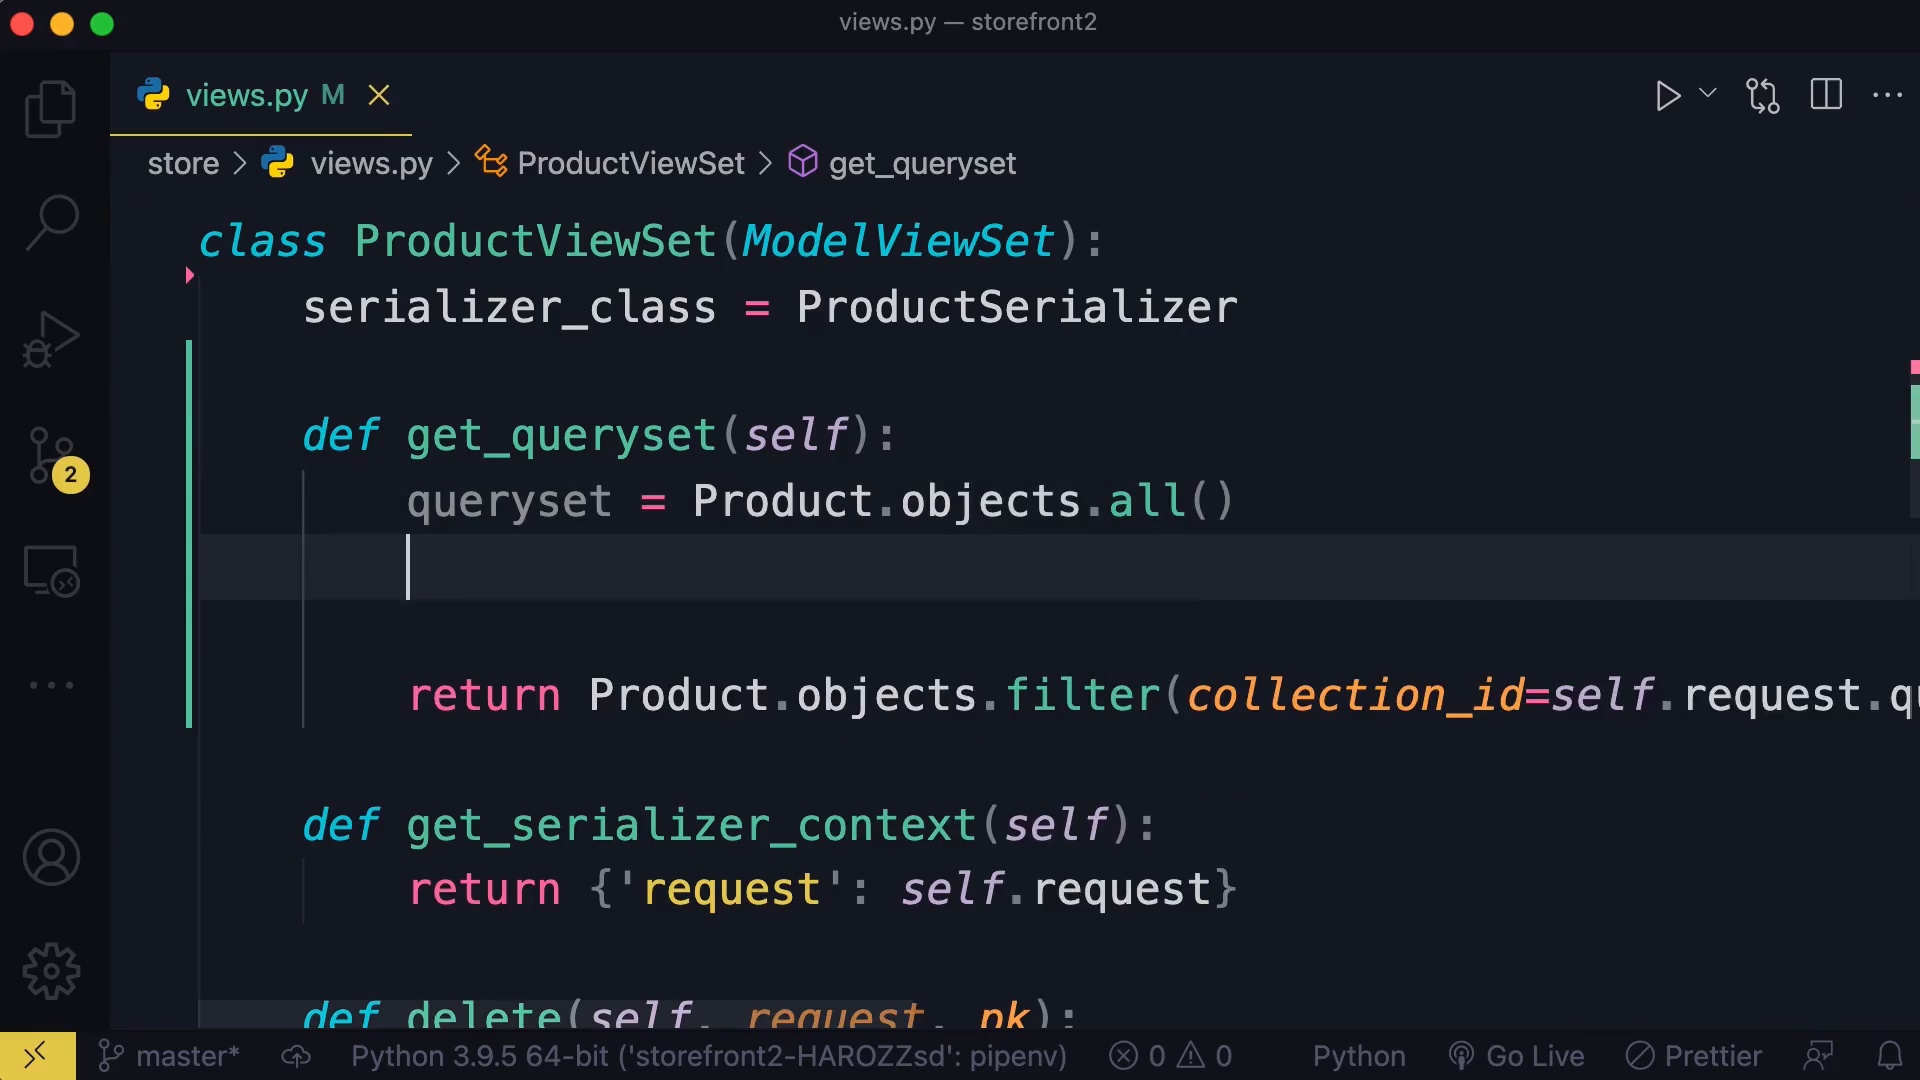 views.py — storefront2
views.py M
store > views.py > ProductViewSet > get_queryset
class ProductViewSet(ModelViewSet):
serializer_class = ProductSerializer
def get_queryset(self):
queryset = Product.objects.all()
return Product.objects.filter(collection_id=self.request.qu
def get_serializer_context(self):
return {'request': self.request}
def delete(self, request, pk):
2
master* Python 3.9.5 64-bit ('storefront2-HAROZZsd': pipenv) 0 0 Python Go Live Prettier